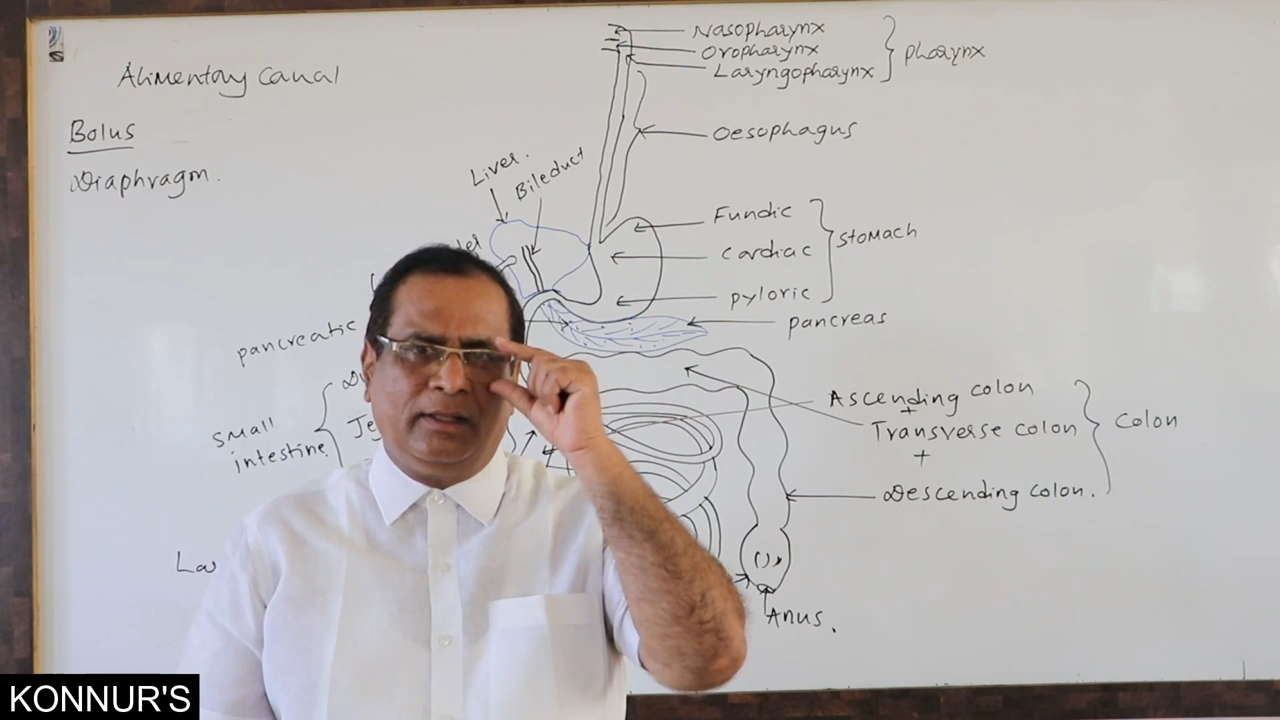 Alimentary canal
Bolus
Diaphragm.
Nasopharynx
Oropharynx
Laryngopharynx
pharynx
Oesophagus
Liver.
Bileduct
Fundic
cardiac
pyloric
stomach
pancreatic
pancreas
small
intestine
Ascending colon
+
Transverse colon
+
Descending colon.
colon
Anus.
KONNUR'S